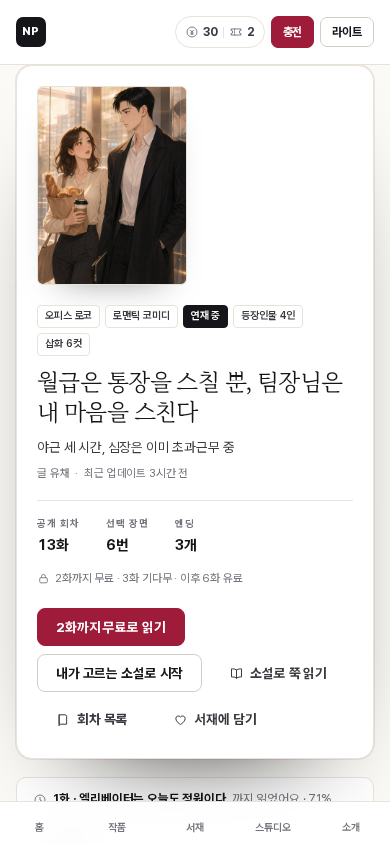 NP
30 2 충전 라이트
오피스 로코 로맨틱 코미디 연재 중 등장인물 4인
삽화 6컷
월급은 통장을 스칠 뿐, 팀장님은
내 마음을 스친다
야근 세 시간, 심장은 이미 초과근무 중
글 유채 · 최근 업데이트 3시간 전
공개 회차 선택 장면 엔딩
13화 6번 3개
2화까지 무료 · 3화 기다무 · 이후 6화 유료
2화까지 무료로 읽기
내가 고르는 소설로 시작 소설로 쭉 읽기
회차 목록 서재에 담기
1화 · 엘리베이터는 오늘도 정원이다 까지 읽었어요 · 71%
홈 작품 서재 스튜디오 소개